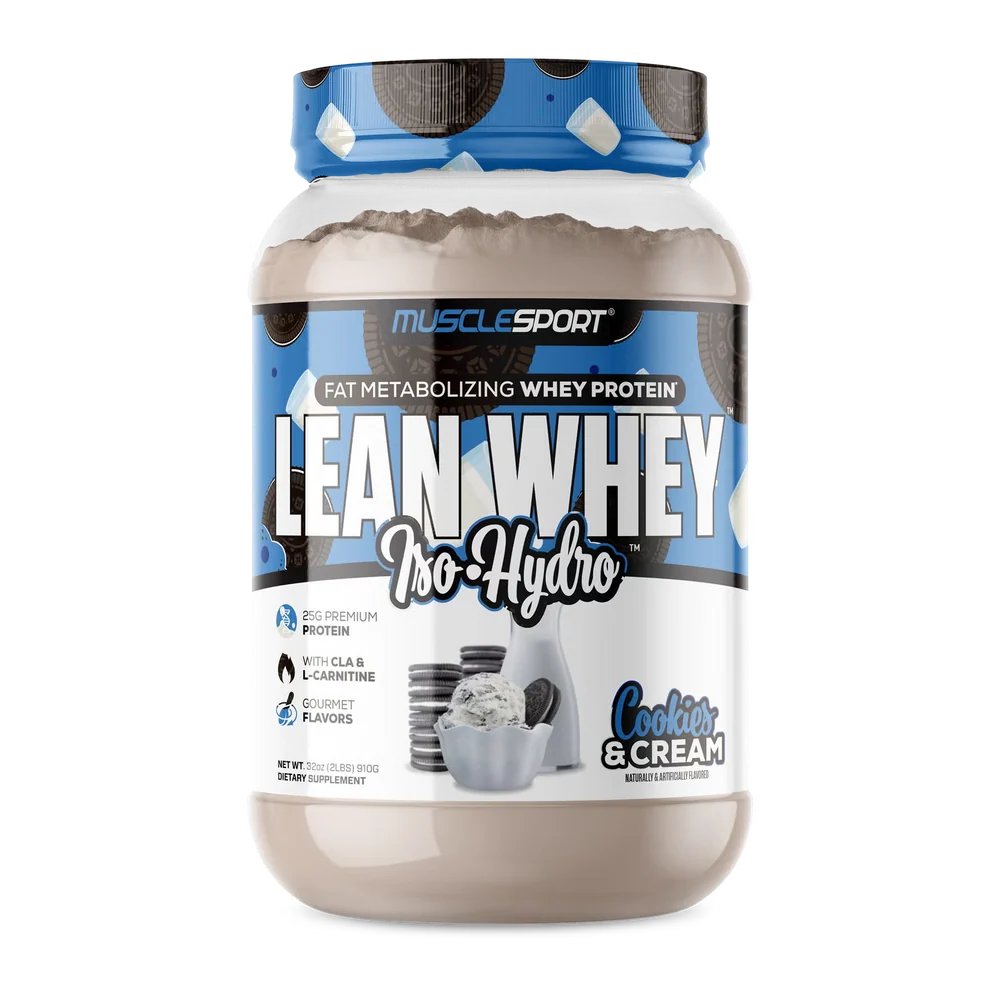 MUSCLESPORT®
FAT METABOLIZING WHEY PROTEIN*
LEAN WHEY™
Iso•Hydro™
25G PREMIUM
PROTEIN
WITH CLA &
L-CARNITINE
GOURMET
FLAVORS
Cookies
& CREAM
NATURALLY & ARTIFICIALLY FLAVORED
NET WT. 32oz (2LBS) 910G
DIETARY SUPPLEMENT